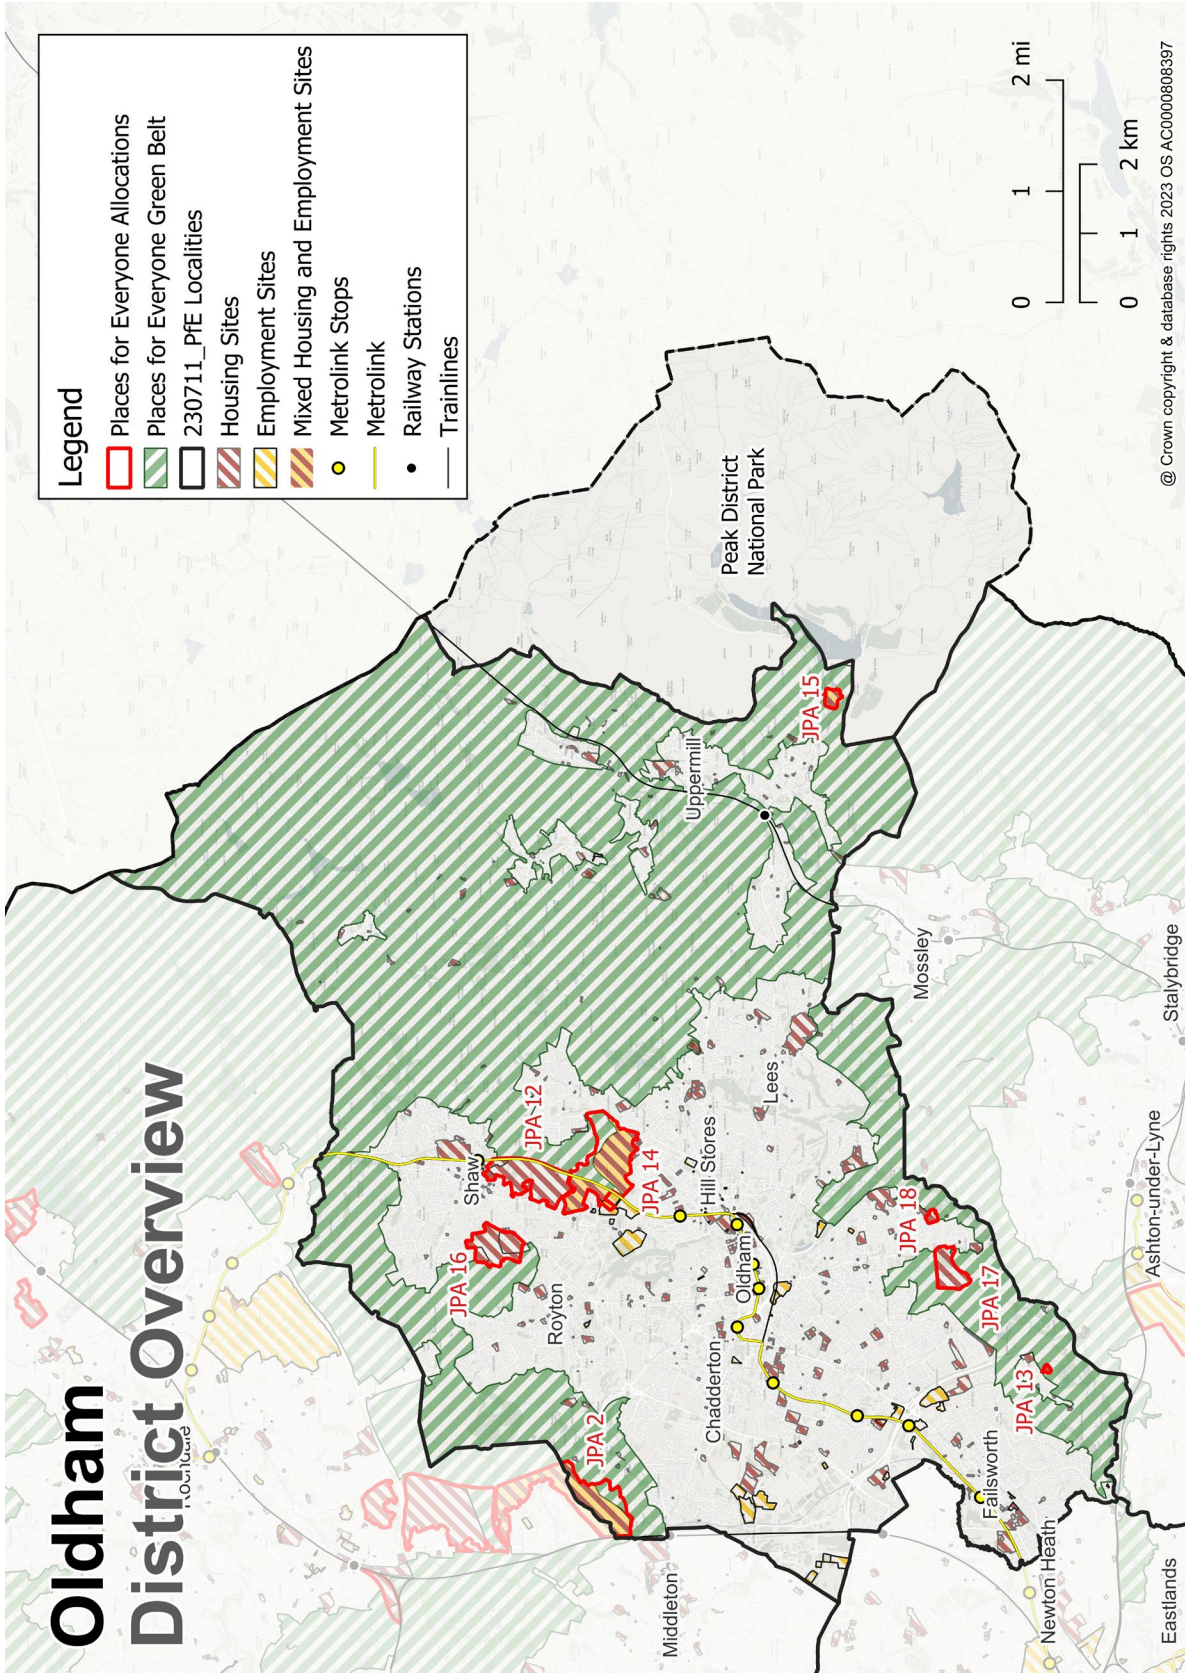 Oldham
District Overview
Legend
Places for Everyone Allocations
Places for Everyone Green Belt
230711_PfE Localities
Housing Sites
Employment Sites
Mixed Housing and Employment Sites
Metrolink Stops
Metrolink
Railway Stations
Trainlines
Rochdale
Shaw
JPA 12
JPA 16
Royton
JPA 14
JPA 2
Hill Stores
Middleton
Chadderton
Oldham
Lees
Uppermill
Peak District
National Park
JPA 15
Mossley
JPA 18
JPA 17
JPA 13
Failsworth
Newton Heath
Eastlands
Ashton-under-Lyne
Stalybridge
0 1 2 mi
0 1 2 km
@ Crown copyright & database rights 2023 OS AC0000808397